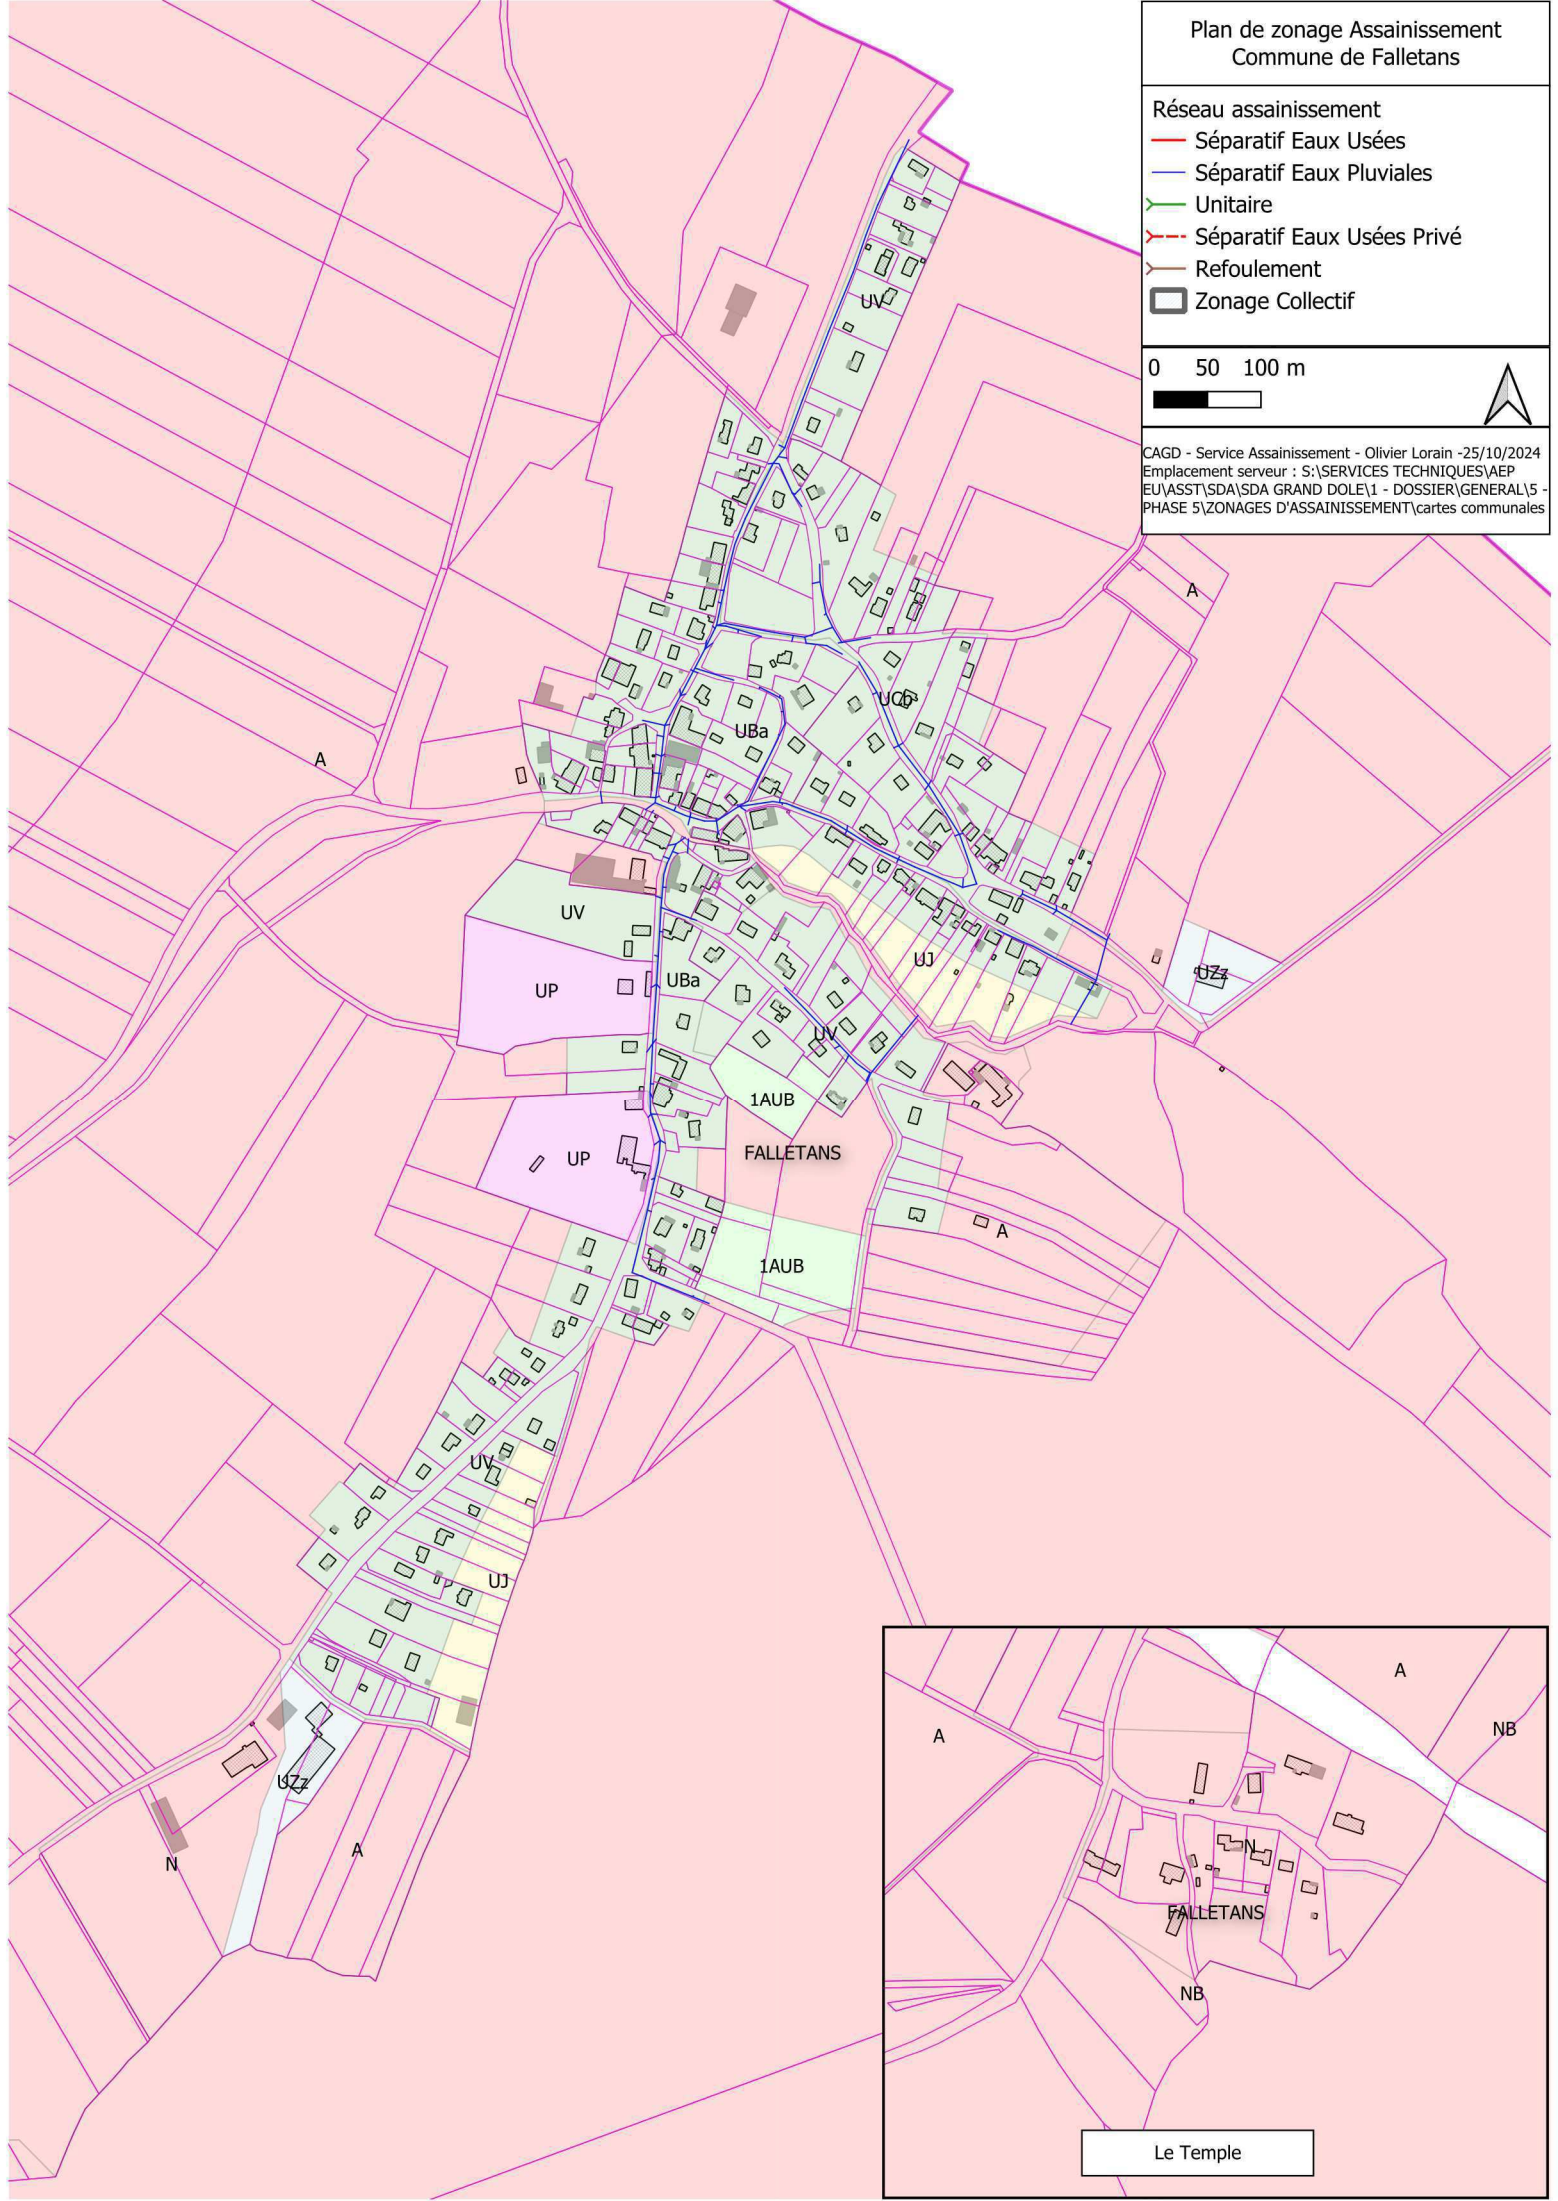 Plan de zonage Assainissement
Commune de Falletans
Réseau assainissement
Séparatif Eaux Usées
Séparatif Eaux Pluviales
Unitaire
Séparatif Eaux Usées Privé
Refoulement
Zonage Collectif
0 50 100 m
CAGD - Service Assainissement - Olivier Lorain -25/10/2024
Emplacement serveur : S:\SERVICES TECHNIQUES\AEP
EU\ASST\SDA\SDA GRAND DOLE\1 - DOSSIER\GENERAL\5 -
PHASE 5\ZONAGES D'ASSAINISSEMENT\cartes communales
UV
A
UCb
UBa
A
UV
UJ
UZz
UBa
UP
UV
1AUB
FALLETANS
UP
A
1AUB
UV
UJ
UZz
A
N
A
A
NB
N
FALLETANS
NB
Le Temple